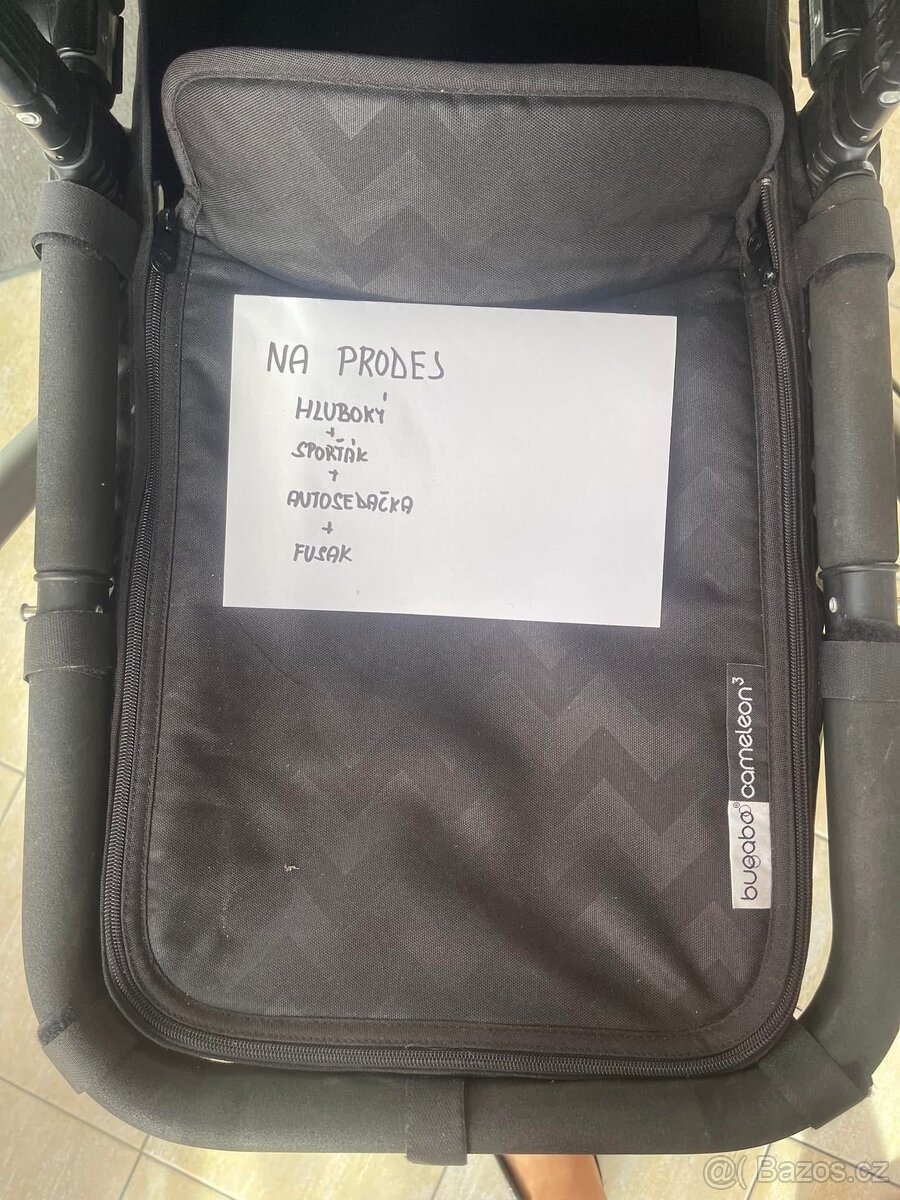 NA PRODEJ
HLUBOKÝ
+
SPORŤÁK
+
AUTOSEDAČKA
+
FUSAK
bugaboo® cameleon³
@( Bazos.cz